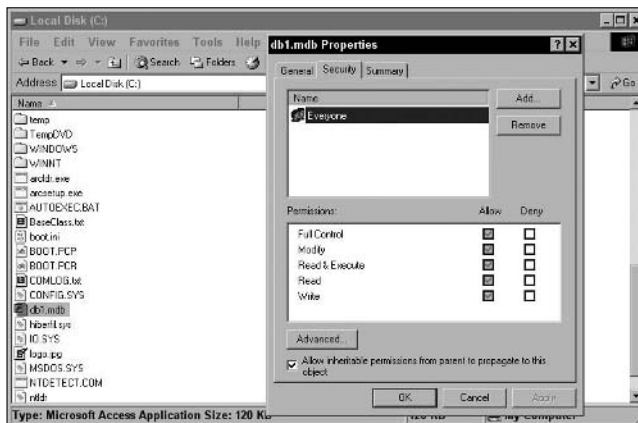 Local Disk (C:)
File Edit View Favorites Tools Help
Back Search Folders
Address Local Disk (C:) Go
Name
temp
TempDVD
WINDOWS
WINNT
arcldr.exe
arcsetup.exe
AUTOEXEC.BAT
BaseClass.txt
boot.ini
BOOT.PCP
BOOT.PCR
COMLOG.txt
CONFIG.SYS
db1.mdb
hiberfil.sys
IO.SYS
logo.jpg
MSDOS.SYS
NTDETECT.COM
ntldr
Type: Microsoft Access Application Size: 120 KB 120 KB My Computer
db1.mdb Properties
General Security Summary
Name
Everyone
Add...
Remove
Permissions: Allow Deny
Full Control
Modify
Read & Execute
Read
Write
Advanced...
Allow inheritable permissions from parent to propagate to this
object
OK Cancel Apply